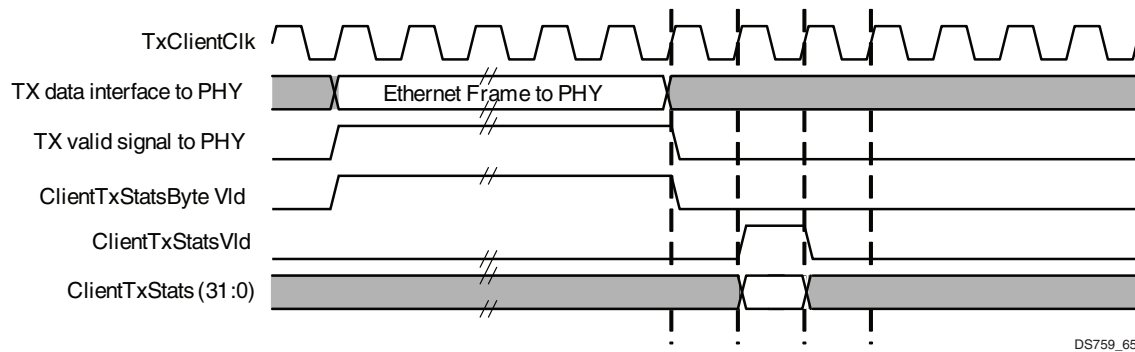 TxClientClk
TX data interface to PHY
Ethernet Frame to PHY
TX valid signal to PHY
ClientTxStatsByte Vld
ClientTxStatsVld
ClientTxStats (31:0)
DS759_65